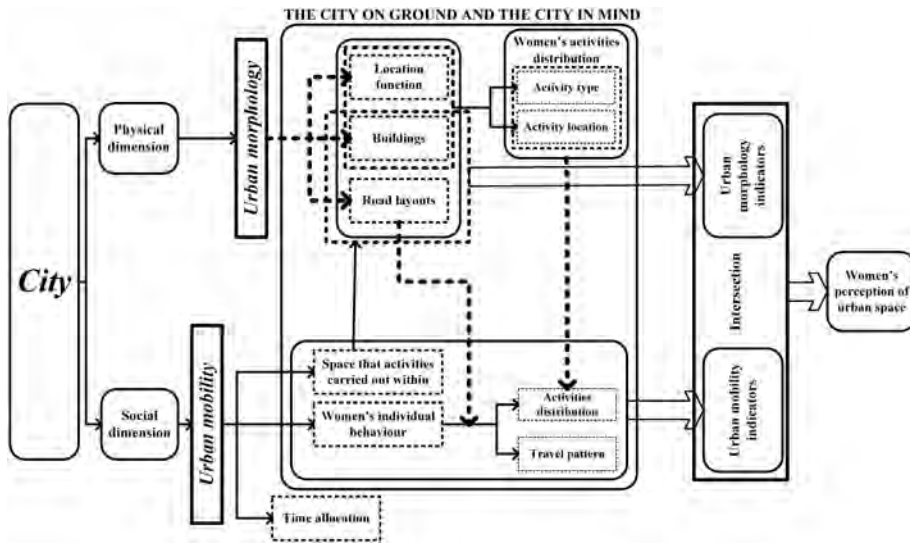 THE CITY ON GROUND AND THE CITY IN MIND
City
Physical
dimension
Social
dimension
Urban morphology
Urban mobility
Location
function
Buildings
Road layouts
Women's activities
distribution
Activity type
Activity location
Space that activities
carried out within
Women's individual
behaviour
Time allocation
Activities
distribution
Travel pattern
Urban
morphology
indicators
Intersection
Urban mobility
indicators
Women's
perception of
urban space